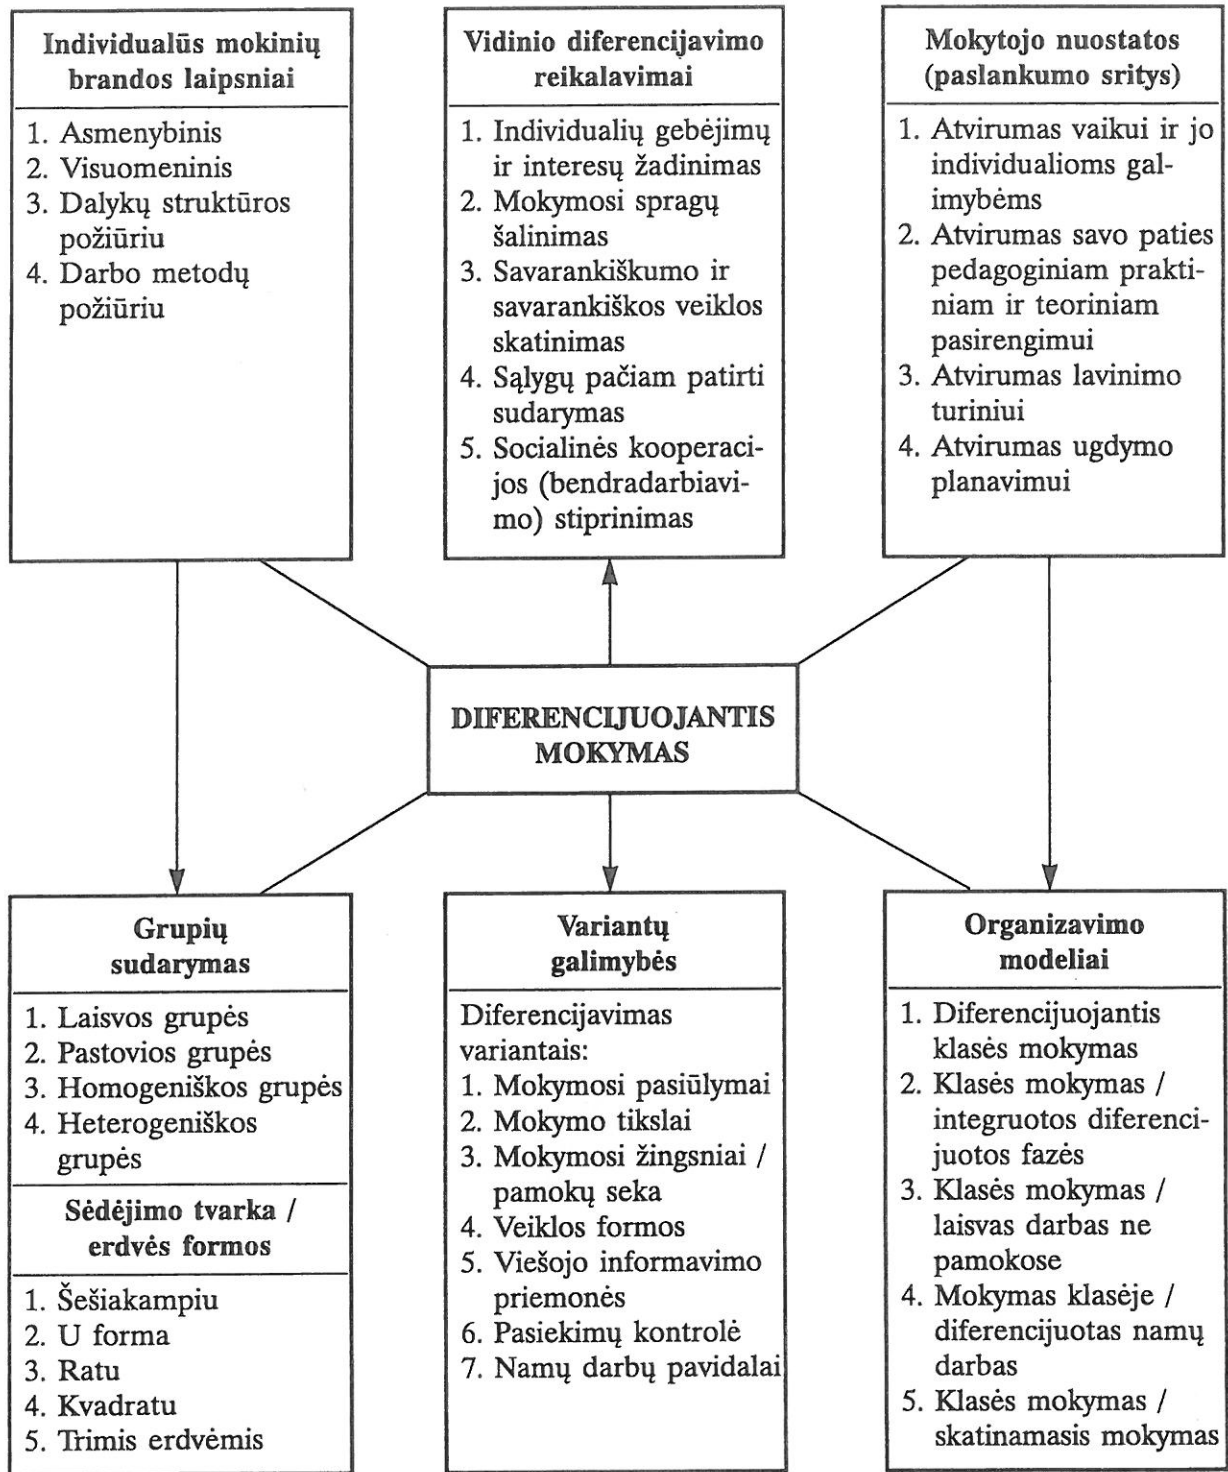 Individualūs mokinių
brandos laipsniai
1. Asmenybinis
2. Visuomeninis
3. Dalykų struktūros
požiūriu
4. Darbo metodų
požiūriu
Vidinio diferencijavimo
reikalavimai
1. Individualių gebėjimų
ir interesų žadinimas
2. Mokymosi spragų
šalinimas
3. Savarankiškumo ir
savarankiškos veiklos
skatinimas
4. Sąlygų pačiam patirti
sudarymas
5. Socialinės kooperaci-
jos (bendradarbiavi-
mo) stiprinimas
Mokytojo nuostatos
(paslankumo sritys)
1. Atvirumas vaikui ir jo
individualioms gal-
imybėms
2. Atvirumas savo paties
pedagoginiam prakti-
niam ir teoriniam
pasirengimui
3. Atvirumas lavinimo
turiniui
4. Atvirumas ugdymo
planavimui
DIFERENCIJUOJANTIS
MOKYMAS
Grupių
sudarymas
1. Laisvos grupės
2. Pastovios grupės
3. Homogeniškos grupės
4. Heterogeniškos
grupės
Sėdėjimo tvarka /
erdvės formos
1. Šešiakampiu
2. U forma
3. Ratu
4. Kvadratu
5. Trimis erdvėmis
Variantų
galimybės
Diferencijavimas
variantais:
1. Mokymosi pasiūlymai
2. Mokymo tikslai
3. Mokymosi žingsniai /
pamokų seka
4. Veiklos formos
5. Viešojo informavimo
priemonės
6. Pasiekimų kontrolė
7. Namų darbų pavidalai
Organizavimo
modeliai
1. Diferencijuojantis
klasės mokymas
2. Klasės mokymas /
integruotos diferenci-
juotos fazės
3. Klasės mokymas /
laisvas darbas ne
pamokose
4. Mokymas klasėje /
diferencijuotas namų
darbas
5. Klasės mokymas /
skatinamasis mokymas